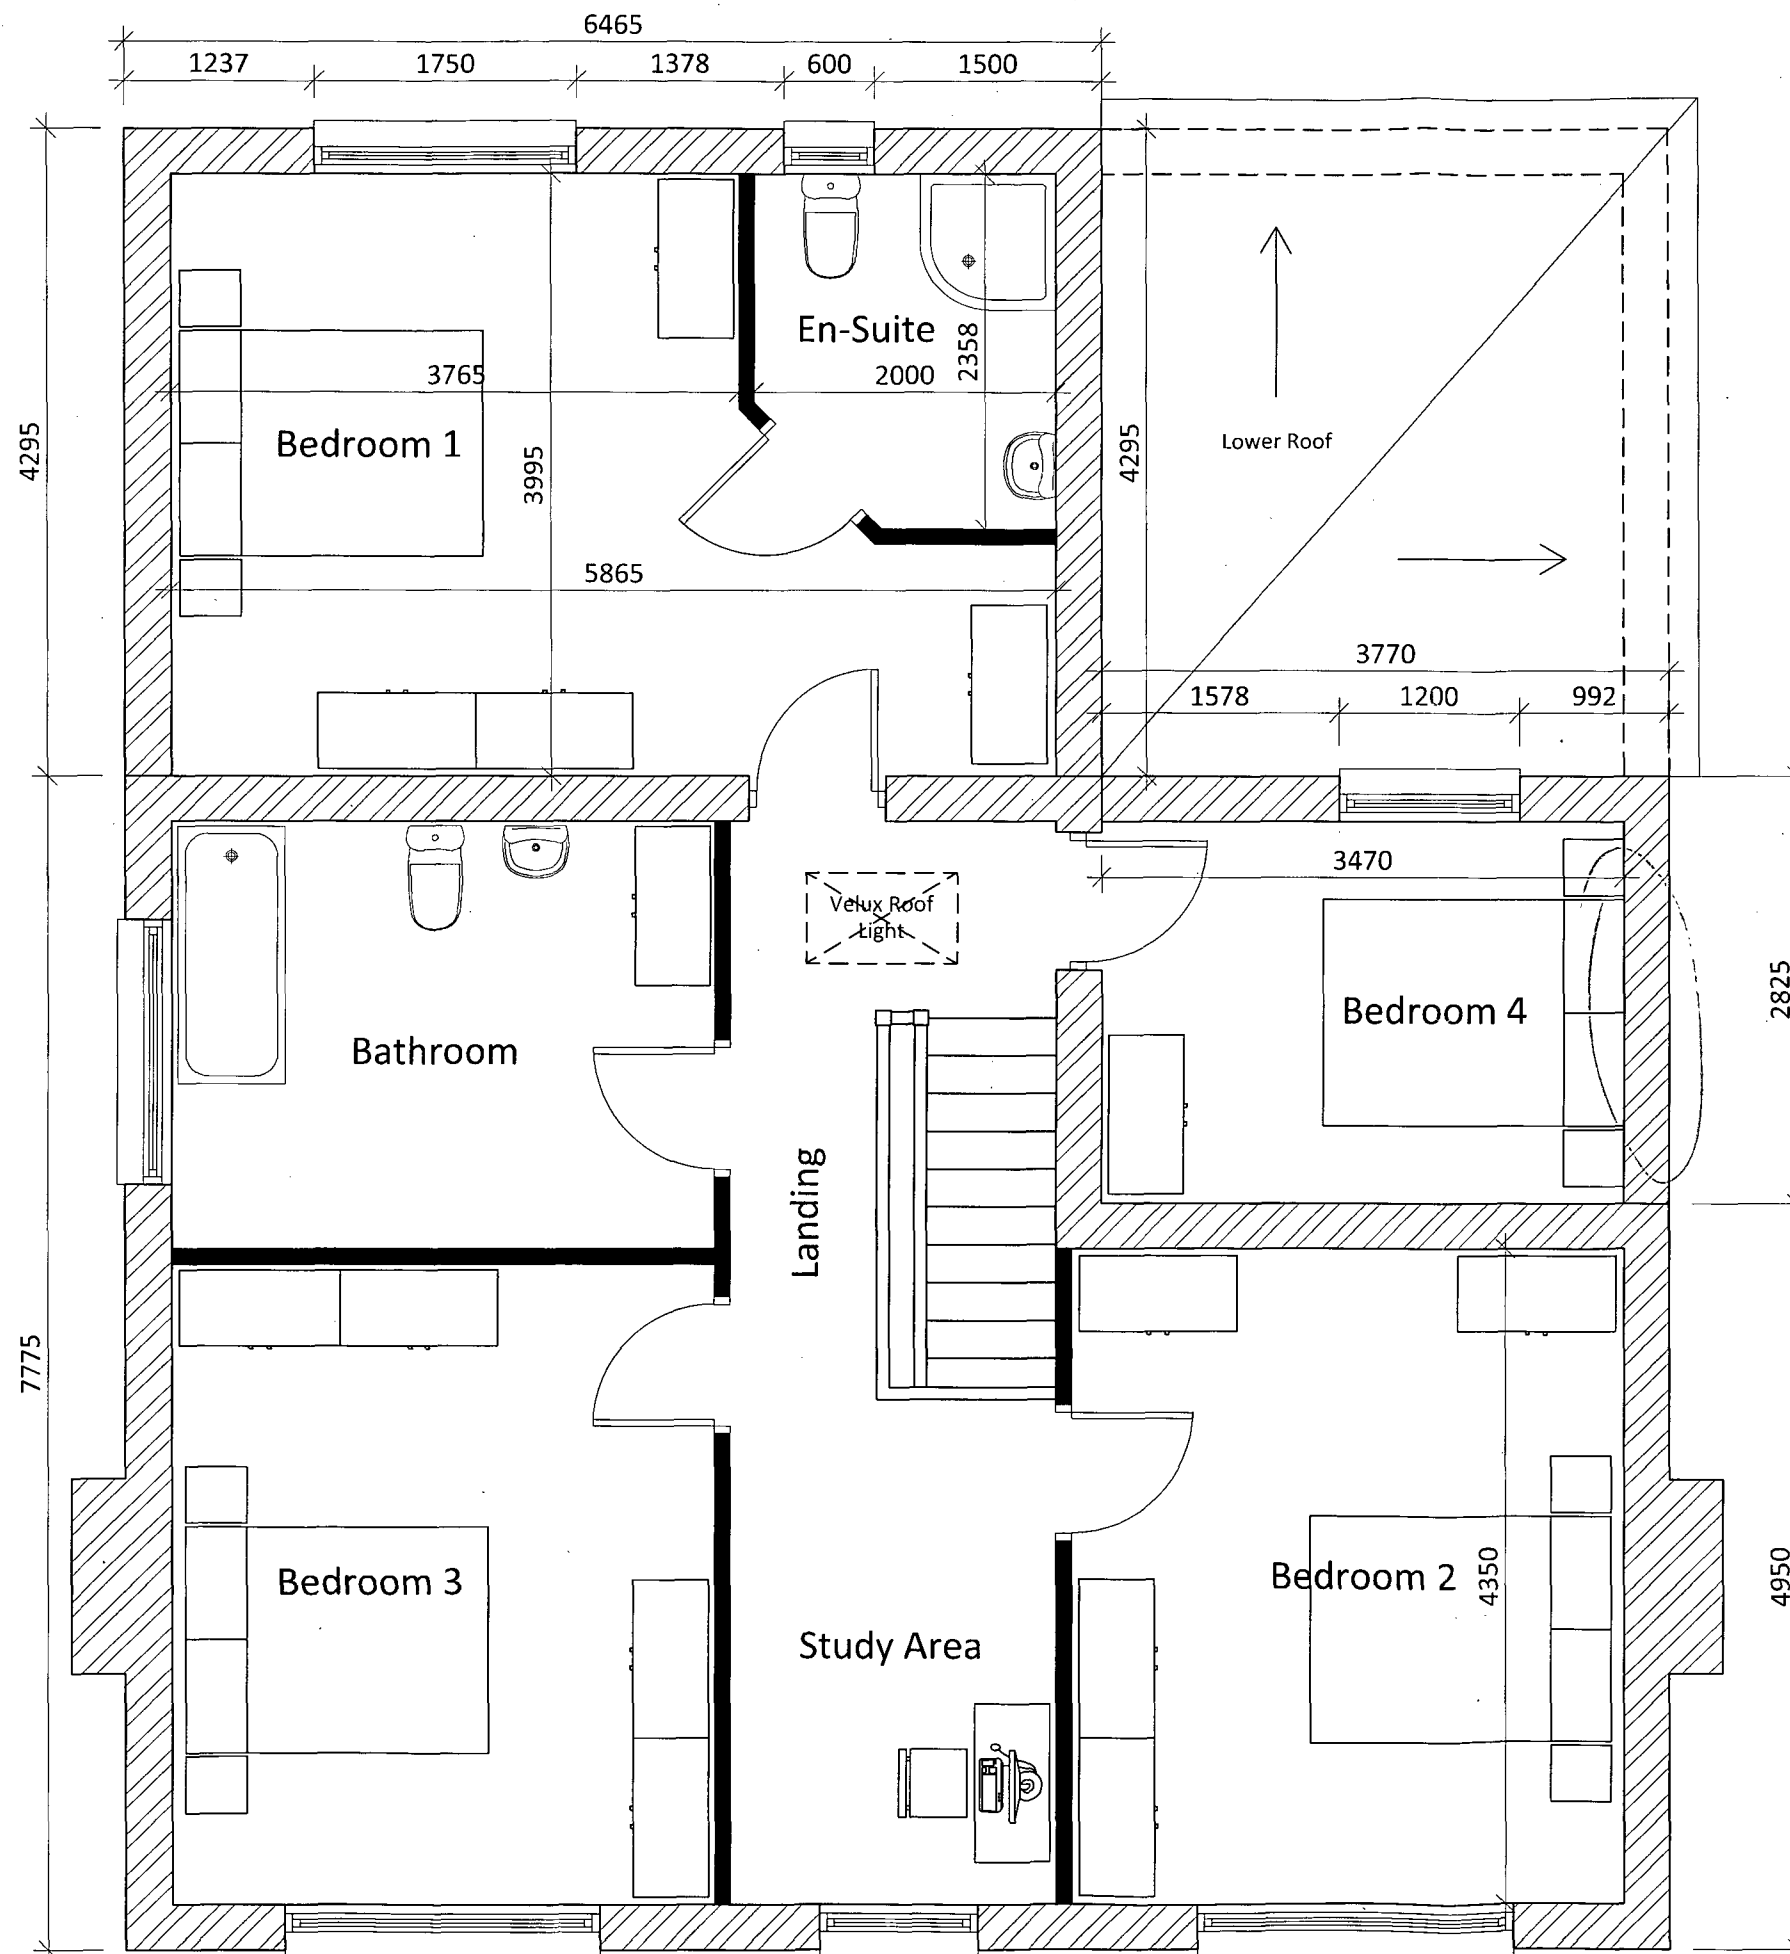 6465
1237 1750 1378 600 1500
En-Suite
2358
3765 2000
Bedroom 1
4295
3995
4295
Lower Roof
5865
3770
1578 1200 992
3470
Velux Roof
Light
2825
Bedroom 4
Bathroom
Landing
7775
Bedroom 3
Bedroom 2
4350
4950
Study Area